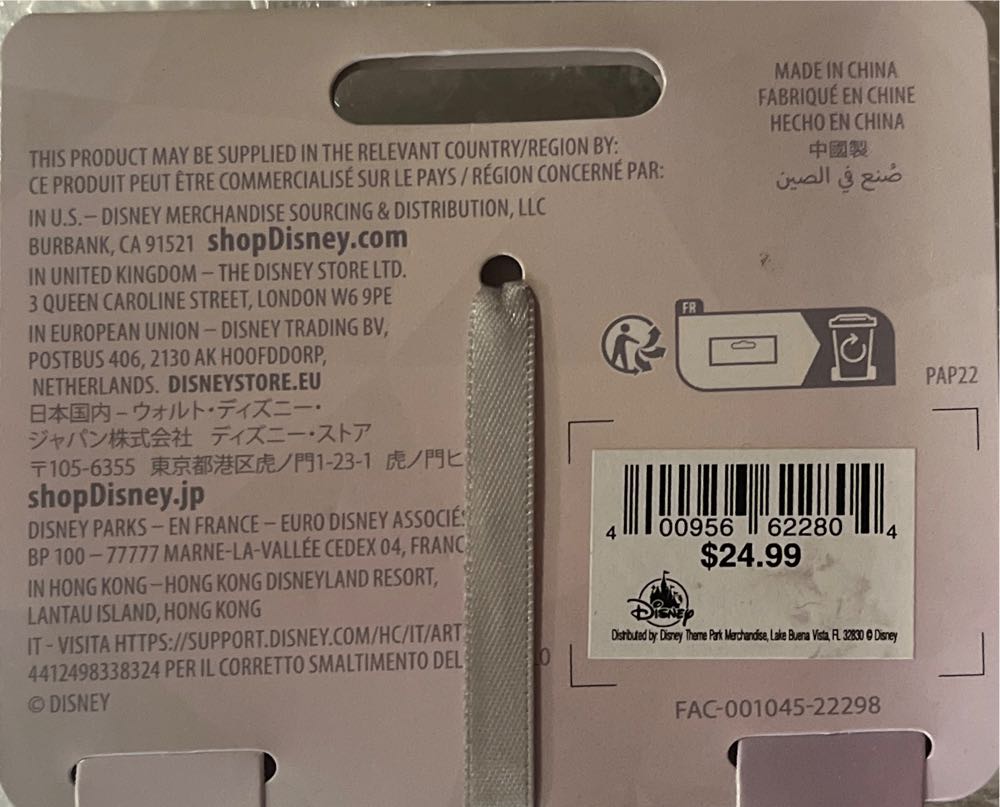 MADE IN CHINA
FABRIQUÉ EN CHINE
HECHO EN CHINA
中國製
صُنع في الصين
THIS PRODUCT MAY BE SUPPLIED IN THE RELEVANT COUNTRY/REGION BY:
CE PRODUIT PEUT ÊTRE COMMERCIALISÉ SUR LE PAYS / RÉGION CONCERNÉ PAR:
IN U.S.– DISNEY MERCHANDISE SOURCING & DISTRIBUTION, LLC
BURBANK, CA 91521 shopDisney.com
IN UNITED KINGDOM – THE DISNEY STORE LTD.
3 QUEEN CAROLINE STREET, LONDON W6 9PE
IN EUROPEAN UNION – DISNEY TRADING BV,
POSTBUS 406, 2130 AK HOOFDDORP,
NETHERLANDS. DISNEYSTORE.EU
日本国内 – ウォルト・ディズニー・
ジャパン株式会社 ディズニー・ストア
〒105-6355 東京都港区虎ノ門1-23-1 虎ノ門ヒ
shopDisney.jp
DISNEY PARKS – EN FRANCE – EURO DISNEY ASSOCIÉ
BP 100 – 77777 MARNE-LA-VALLÉE CEDEX 04, FRANC
IN HONG KONG – HONG KONG DISNEYLAND RESORT,
LANTAU ISLAND, HONG KONG
IT - VISITA HTTPS://SUPPORT.DISNEY.COM/HC/IT/ART
4412498338324 PER IL CORRETTO SMALTIMENTO DEL
© DISNEY
FR
PAP22
4 00956 62280 4
$24.99
Disney
Distributed by Disney Theme Park Merchandise, Lake Buena Vista, FL 32830 © Disney
FAC-001045-22298